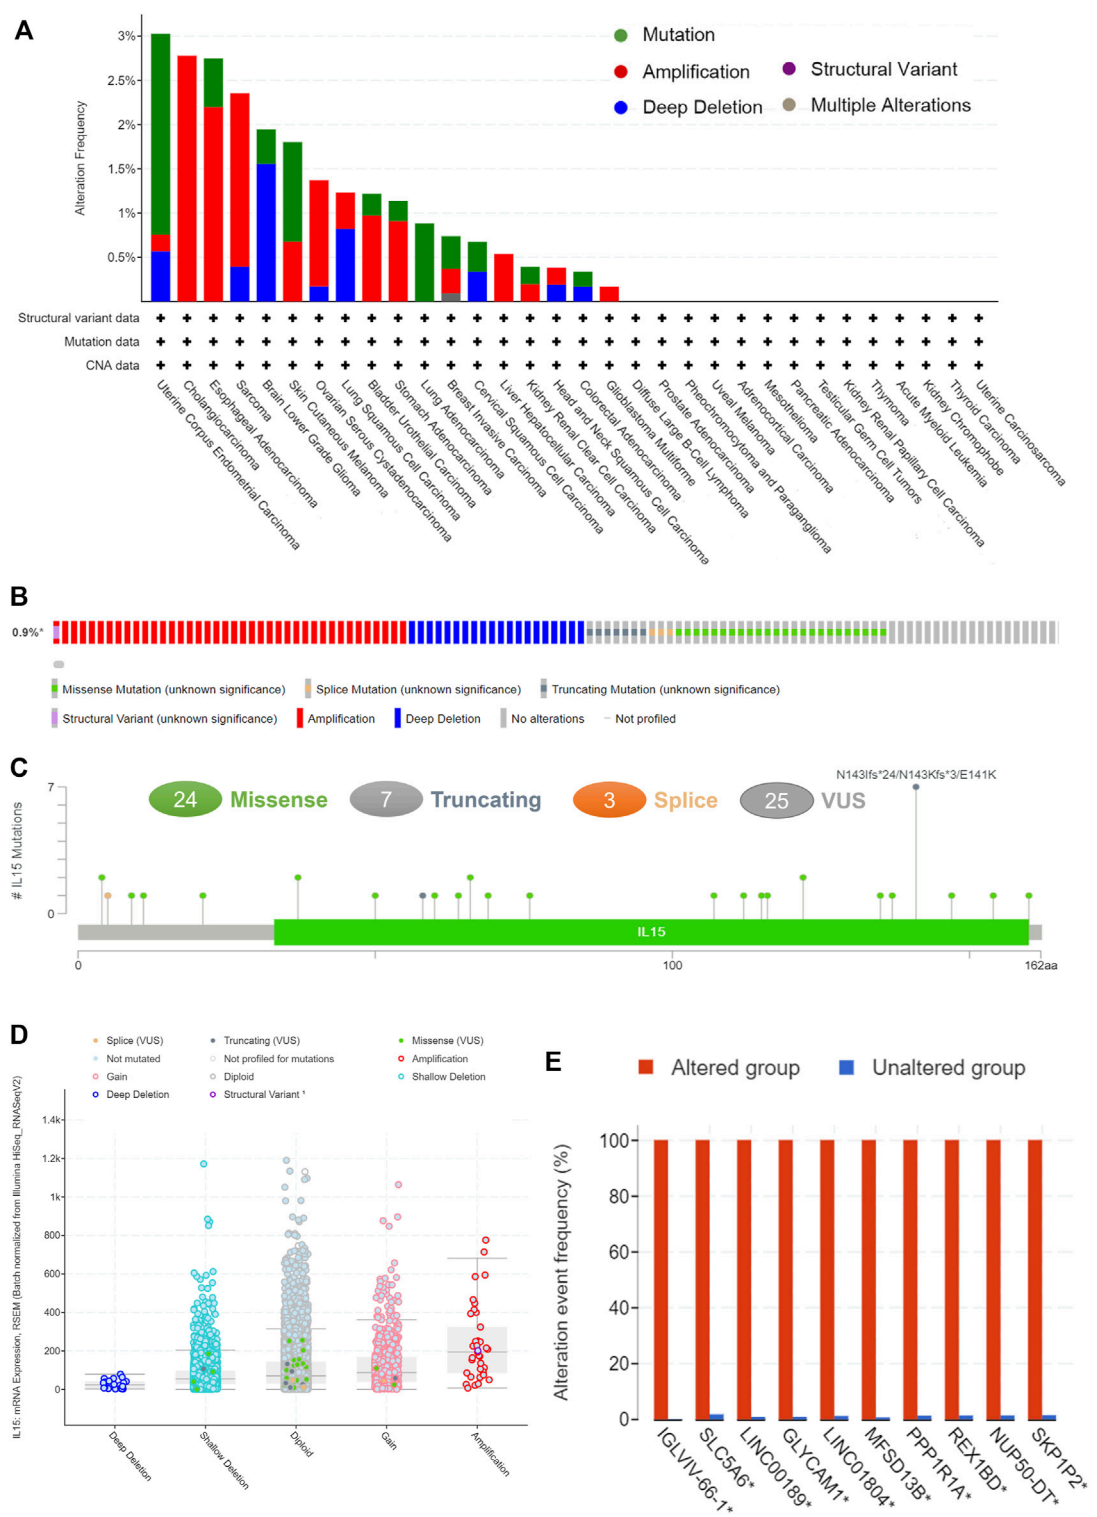 A
Mutation
Amplification
Structural Variant
Deep Deletion
Multiple Alterations
Alteration Frequency
3%
2.5%
2%
1.5%
1%
0.5%
Structural variant data
Mutation data
CNA data
Uterine Corpus Endometrial Carcinoma
Cholangiocarcinoma
Esophageal Adenocarcinoma
Sarcoma
Brain Lower Grade Glioma
Skin Cutaneous Melanoma
Ovarian Serous Cystadenocarcinoma
Lung Squamous Cell Carcinoma
Bladder Urothelial Carcinoma
Stomach Adenocarcinoma
Lung Adenocarcinoma
Breast Invasive Carcinoma
Cervical Squamous Cell Carcinoma
Liver Hepatocellular Carcinoma
Kidney Renal Clear Cell Carcinoma
Head and Neck Squamous Cell Carcinoma
Colorectal Adenocarcinoma
Glioblastoma Multiforme
Diffuse Large B-Cell Lymphoma
Prostate Adenocarcinoma
Pheochromocytoma and Paraganglioma
Uveal Melanoma
Adrenocortical Carcinoma
Mesothelioma
Pancreatic Adenocarcinoma
Testicular Germ Cell Tumors
Kidney Renal Papillary Cell Carcinoma
Thymoma
Acute Myeloid Leukemia
Kidney Chromophobe
Thyroid Carcinoma
Uterine Carcinosarcoma
B
0.9%*
Missense Mutation (unknown significance)
Splice Mutation (unknown significance)
Truncating Mutation (unknown significance)
Structural Variant (unknown significance)
Amplification
Deep Deletion
No alterations
Not profiled
C
N143Ifs*24/N143Kfs*3/E141K
24 Missense
7 Truncating
3 Splice
25 VUS
# IL15 Mutations
7
0
IL15
0
100
162aa
D
Splice (VUS)
Truncating (VUS)
Missense (VUS)
Not mutated
Not profiled for mutations
Amplification
Gain
Diploid
Shallow Deletion
Deep Deletion
Structural Variant ¹
IL15: mRNA Expression, RSEM (Batch normalized from Illumina HiSeq_RNASeqV2)
1.4k
1.2k
1k
800
600
400
200
0
Deep Deletion
Shallow Deletion
Diploid
Gain
Amplification
E
Altered group
Unaltered group
Alteration event frequency (%)
100
80
60
40
20
0
IGLVIV-66-1*
SLC5A6*
LINC00189*
GLYCAM1*
LINC01804*
MFSD13B*
PPP1R1A*
REX1BD*
NUP50-DT*
SKP1P2*